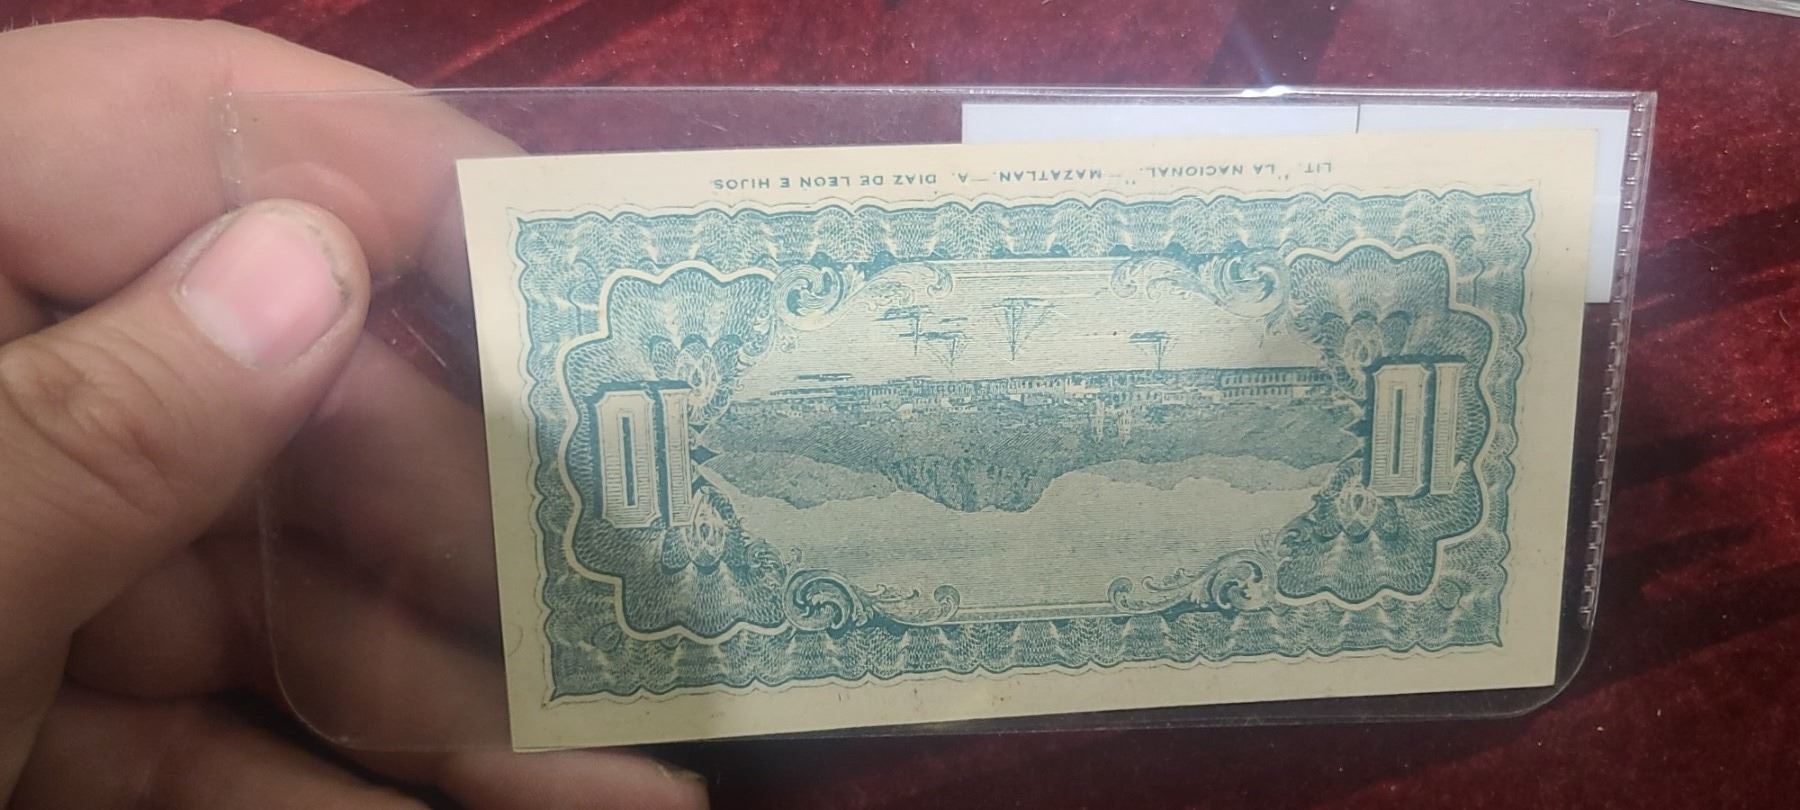 LIT. "LA NACIONAL". — MAZATLAN. — A. DIAZ DE LEON E HIJOS.
10 10